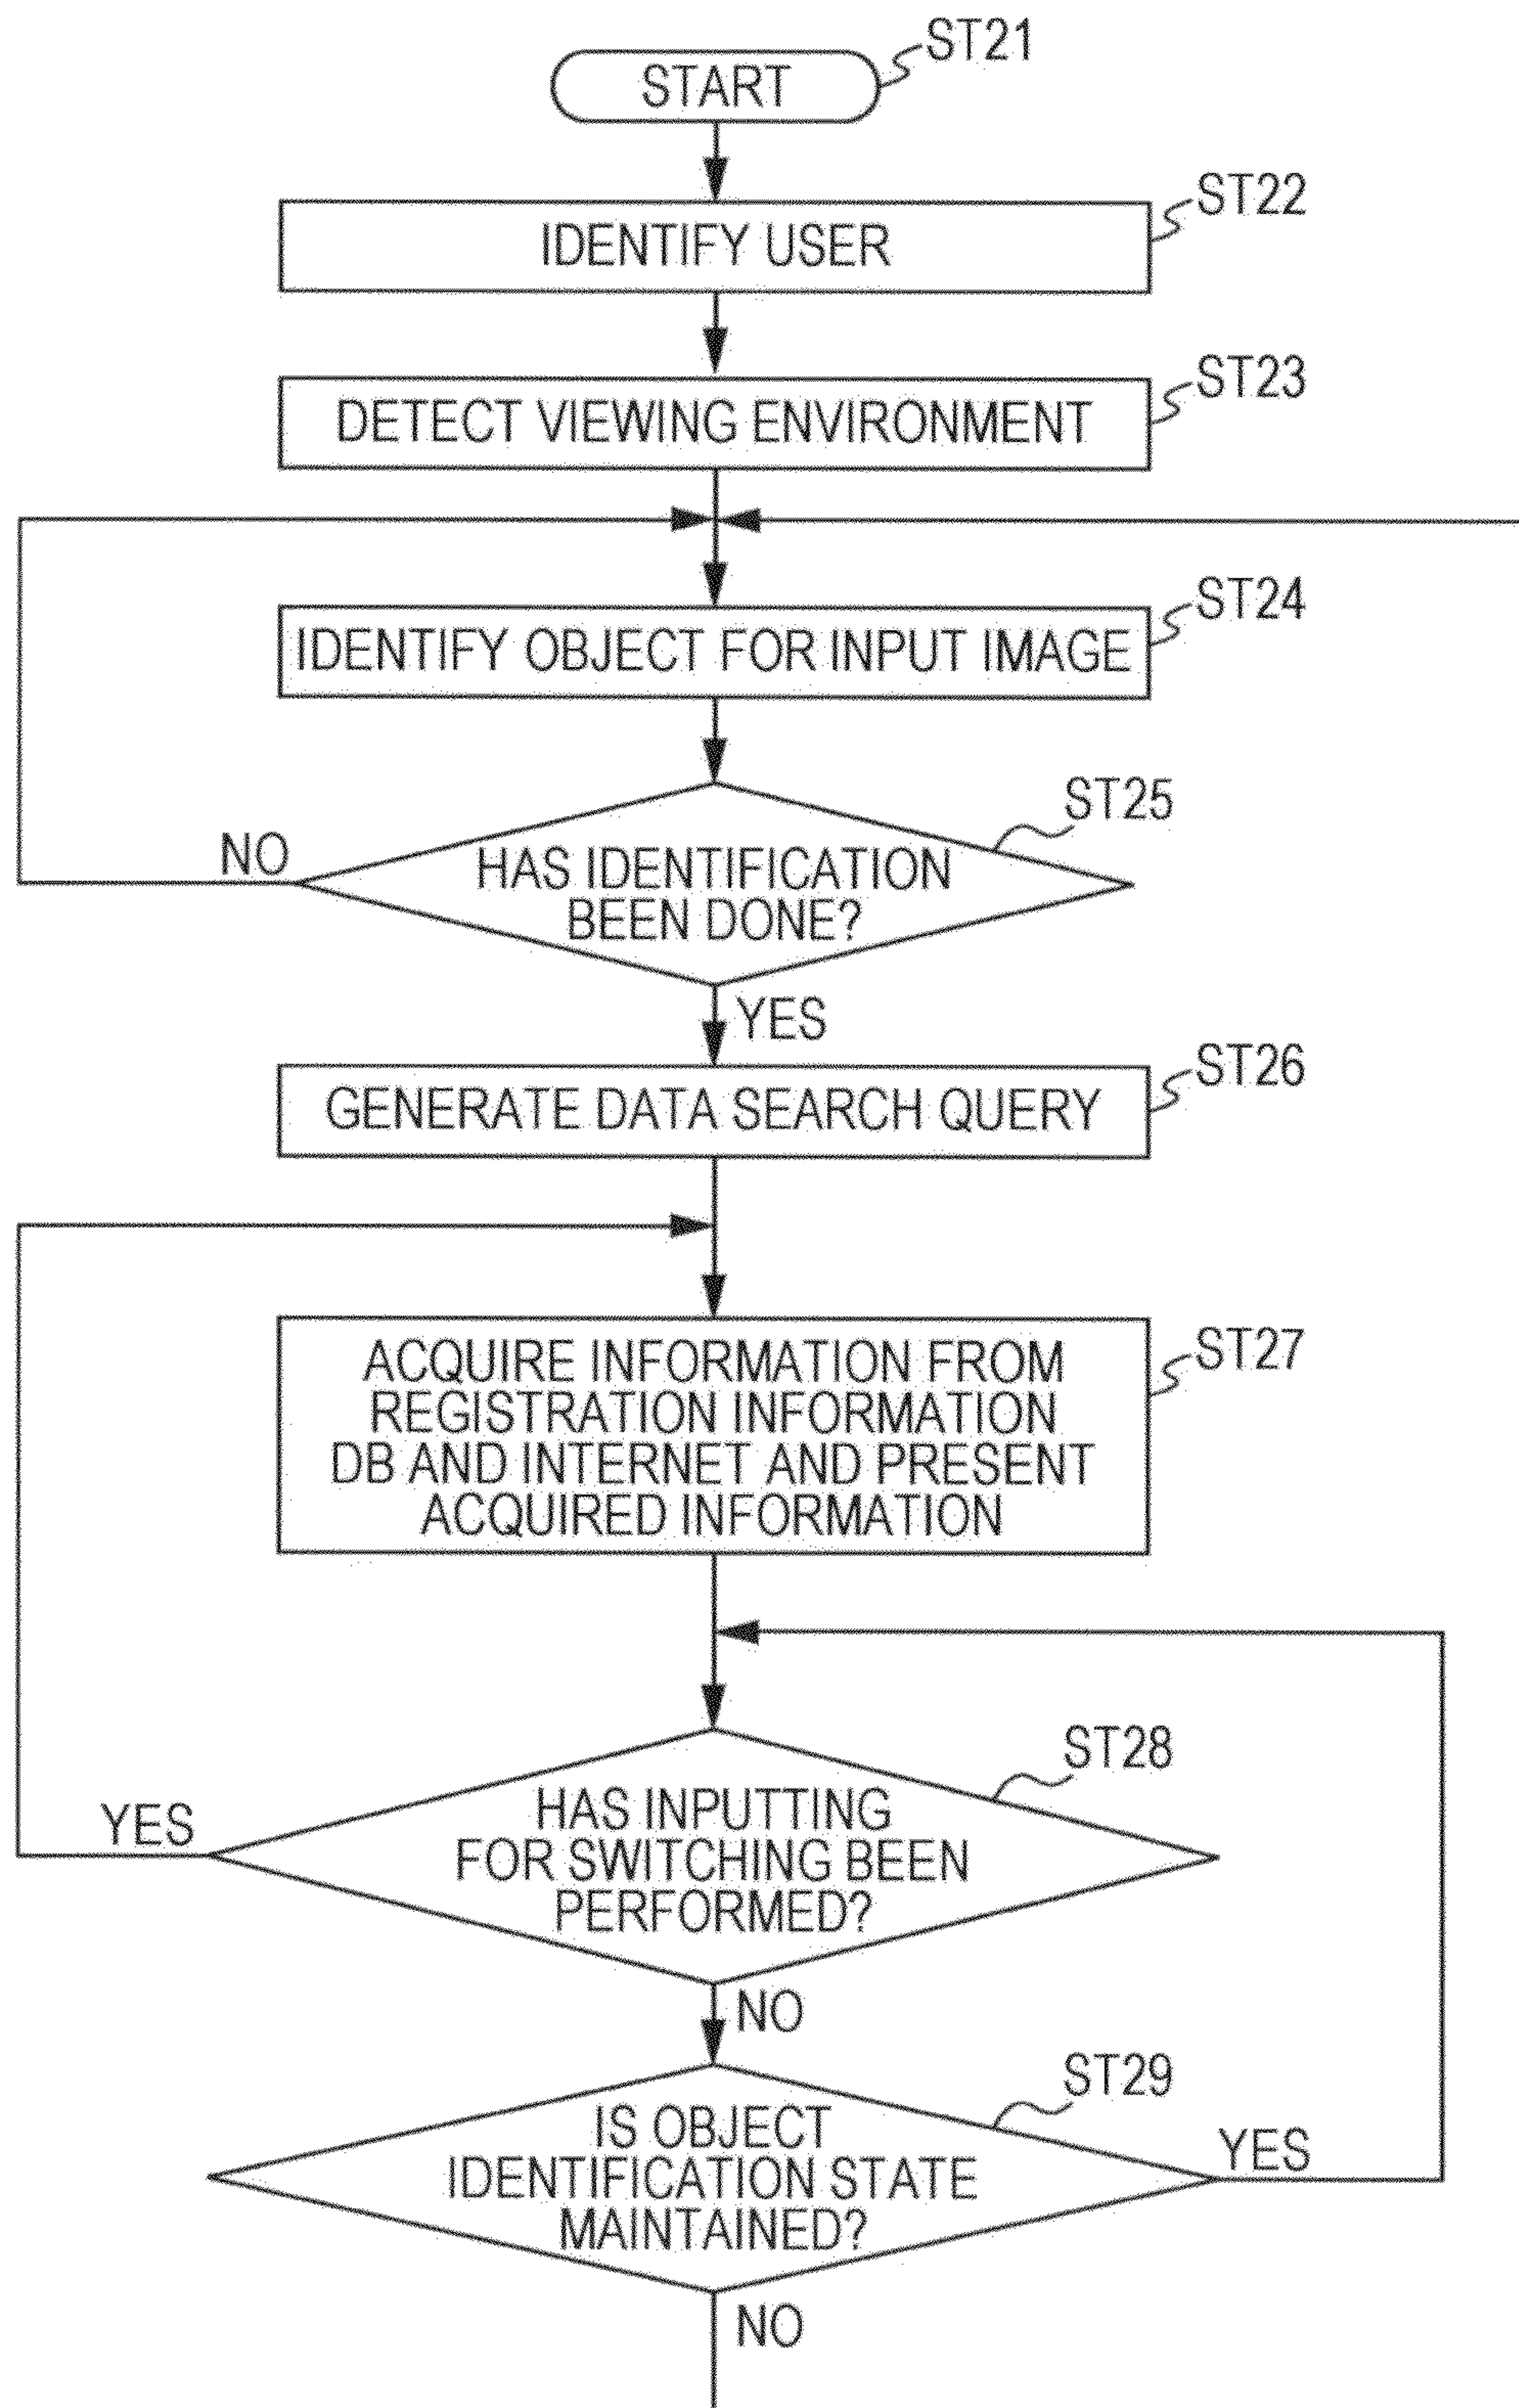 START
ST21
IDENTIFY USER
ST22
DETECT VIEWING ENVIRONMENT
ST23
IDENTIFY OBJECT FOR INPUT IMAGE
ST24
HAS IDENTIFICATION
BEEN DONE?
ST25
NO
YES
GENERATE DATA SEARCH QUERY
ST26
ACQUIRE INFORMATION FROM
REGISTRATION INFORMATION
DB AND INTERNET AND PRESENT
ACQUIRED INFORMATION
ST27
HAS INPUTTING
FOR SWITCHING BEEN
PERFORMED?
ST28
YES
NO
IS OBJECT
IDENTIFICATION STATE
MAINTAINED?
ST29
YES
NO